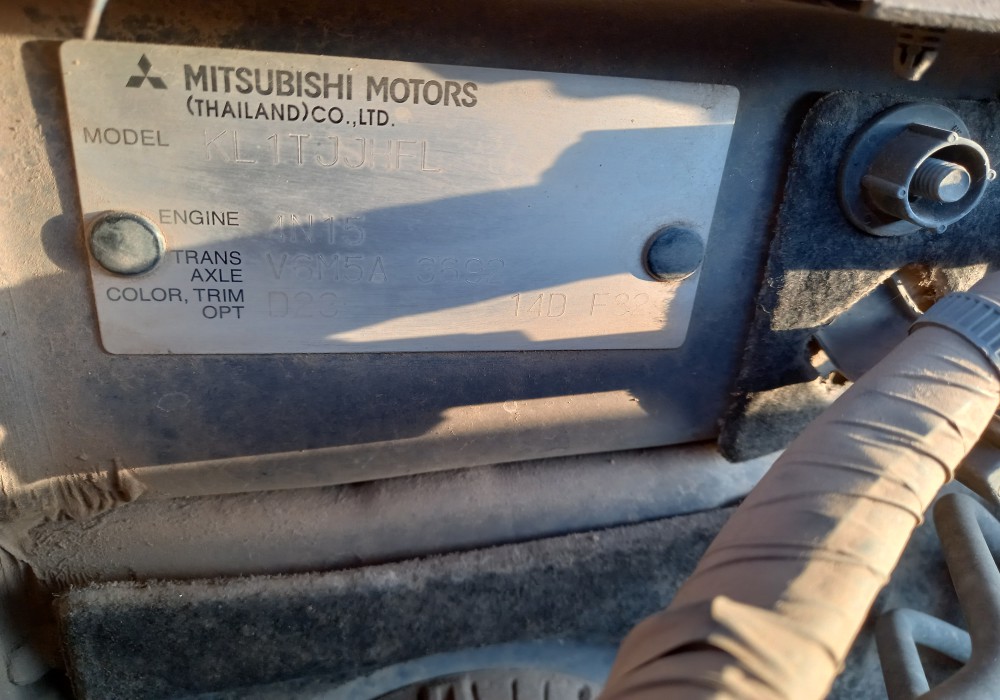 MITSUBISHI MOTORS
(THAILAND)CO.,LTD.
MODEL KL1TJJHFL
ENGINE 4N15
TRANS V6M5A
AXLE
COLOR, TRIM 14D
OPT